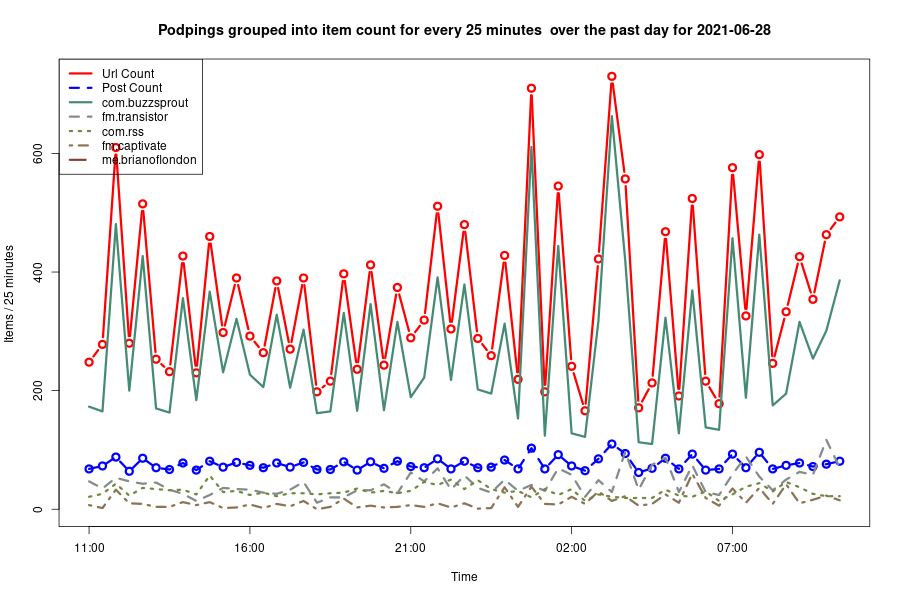 Podpings grouped into item count for every 25 minutes  over the past day for 2021-06-28
Url Count
Post Count
com.buzzsprout
fm.transistor
com.rss
fm.captivate
me.brianoflondon
Items / 25 minutes
600
400
200
0
11:00
16:00
21:00
02:00
07:00
Time